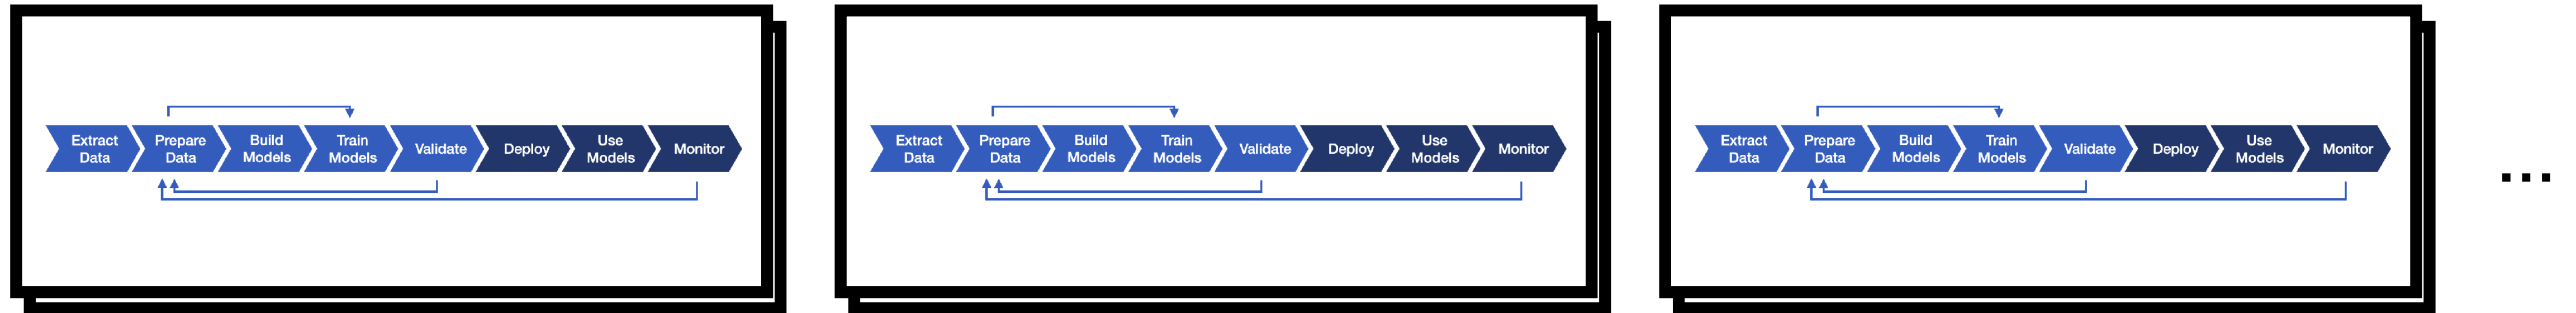 Extract
Data
Prepare
Data
Build
Models
Train
Models
Validate
Deploy
Use
Models
Monitor
Extract
Data
Prepare
Data
Build
Models
Train
Models
Validate
Deploy
Use
Models
Monitor
Extract
Data
Prepare
Data
Build
Models
Train
Models
Validate
Deploy
Use
Models
Monitor
...